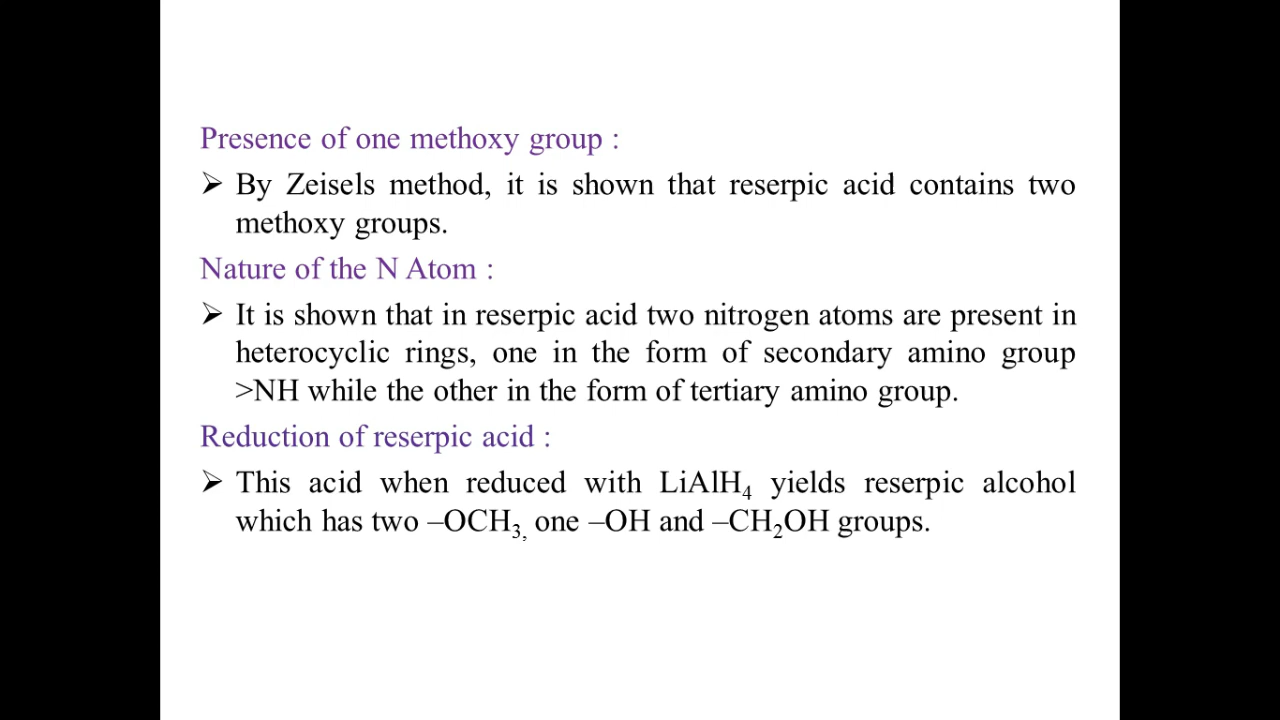 Presence of one methoxy group :
➢ By Zeisels method, it is shown that reserpic acid contains two
methoxy groups.
Nature of the N Atom :
➢ It is shown that in reserpic acid two nitrogen atoms are present in
heterocyclic rings, one in the form of secondary amino group
>NH while the other in the form of tertiary amino group.
Reduction of reserpic acid :
➢ This acid when reduced with LiAlH₄ yields reserpic alcohol
which has two –OCH₃, one –OH and –CH₂OH groups.